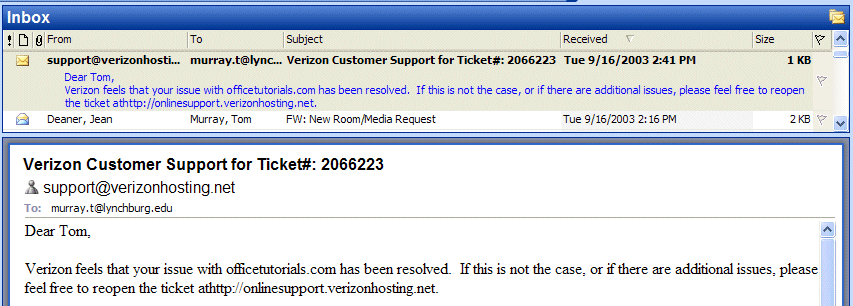 Inbox
! From To Subject Received Size
support@verizonhosti... murray.t@lync... Verizon Customer Support for Ticket#: 2066223 Tue 9/16/2003 2:41 PM 1 KB
Dear Tom,
Verizon feels that your issue with officetutorials.com has been resolved.  If this is not the case, or if there are additional issues, please feel free to reopen
the ticket athttp://onlinesupport.verizonhosting.net.
Deaner, Jean Murray, Tom FW: New Room/Media Request Tue 9/16/2003 2:16 PM 2 KB
Verizon Customer Support for Ticket#: 2066223
support@verizonhosting.net
To: murray.t@lynchburg.edu
Dear Tom,
Verizon feels that your issue with officetutorials.com has been resolved.  If this is not the case, or if there are additional issues, please
feel free to reopen the ticket athttp://onlinesupport.verizonhosting.net.